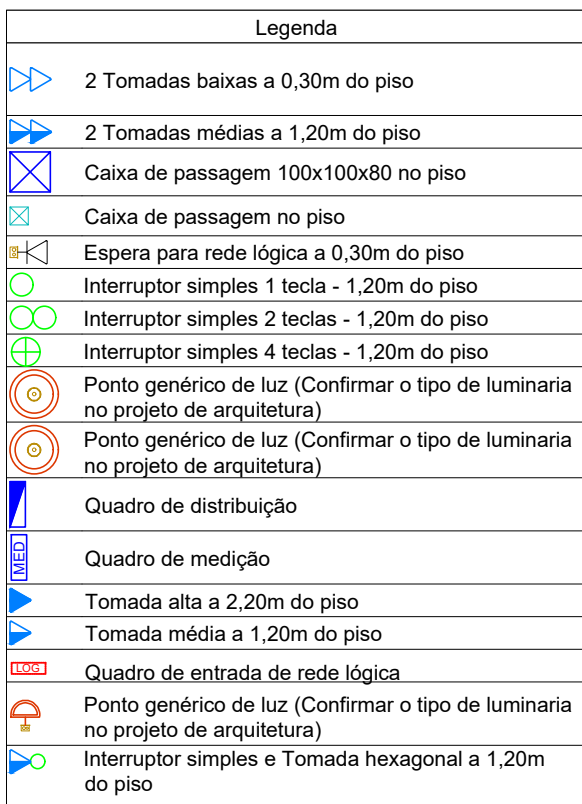 Legenda
2 Tomadas baixas a 0,30m do piso
2 Tomadas médias a 1,20m do piso
Caixa de passagem 100x100x80 no piso
Caixa de passagem no piso
Espera para rede lógica a 0,30m do piso
Interruptor simples 1 tecla - 1,20m do piso
Interruptor simples 2 teclas - 1,20m do piso
Interruptor simples 4 teclas - 1,20m do piso
Ponto genérico de luz (Confirmar o tipo de luminaria
no projeto de arquitetura)
Ponto genérico de luz (Confirmar o tipo de luminaria
no projeto de arquitetura)
Quadro de distribuição
MED
Quadro de medição
Tomada alta a 2,20m do piso
Tomada média a 1,20m do piso
LOG
Quadro de entrada de rede lógica
Ponto genérico de luz (Confirmar o tipo de luminaria
no projeto de arquitetura)
Interruptor simples e Tomada hexagonal a 1,20m
do piso